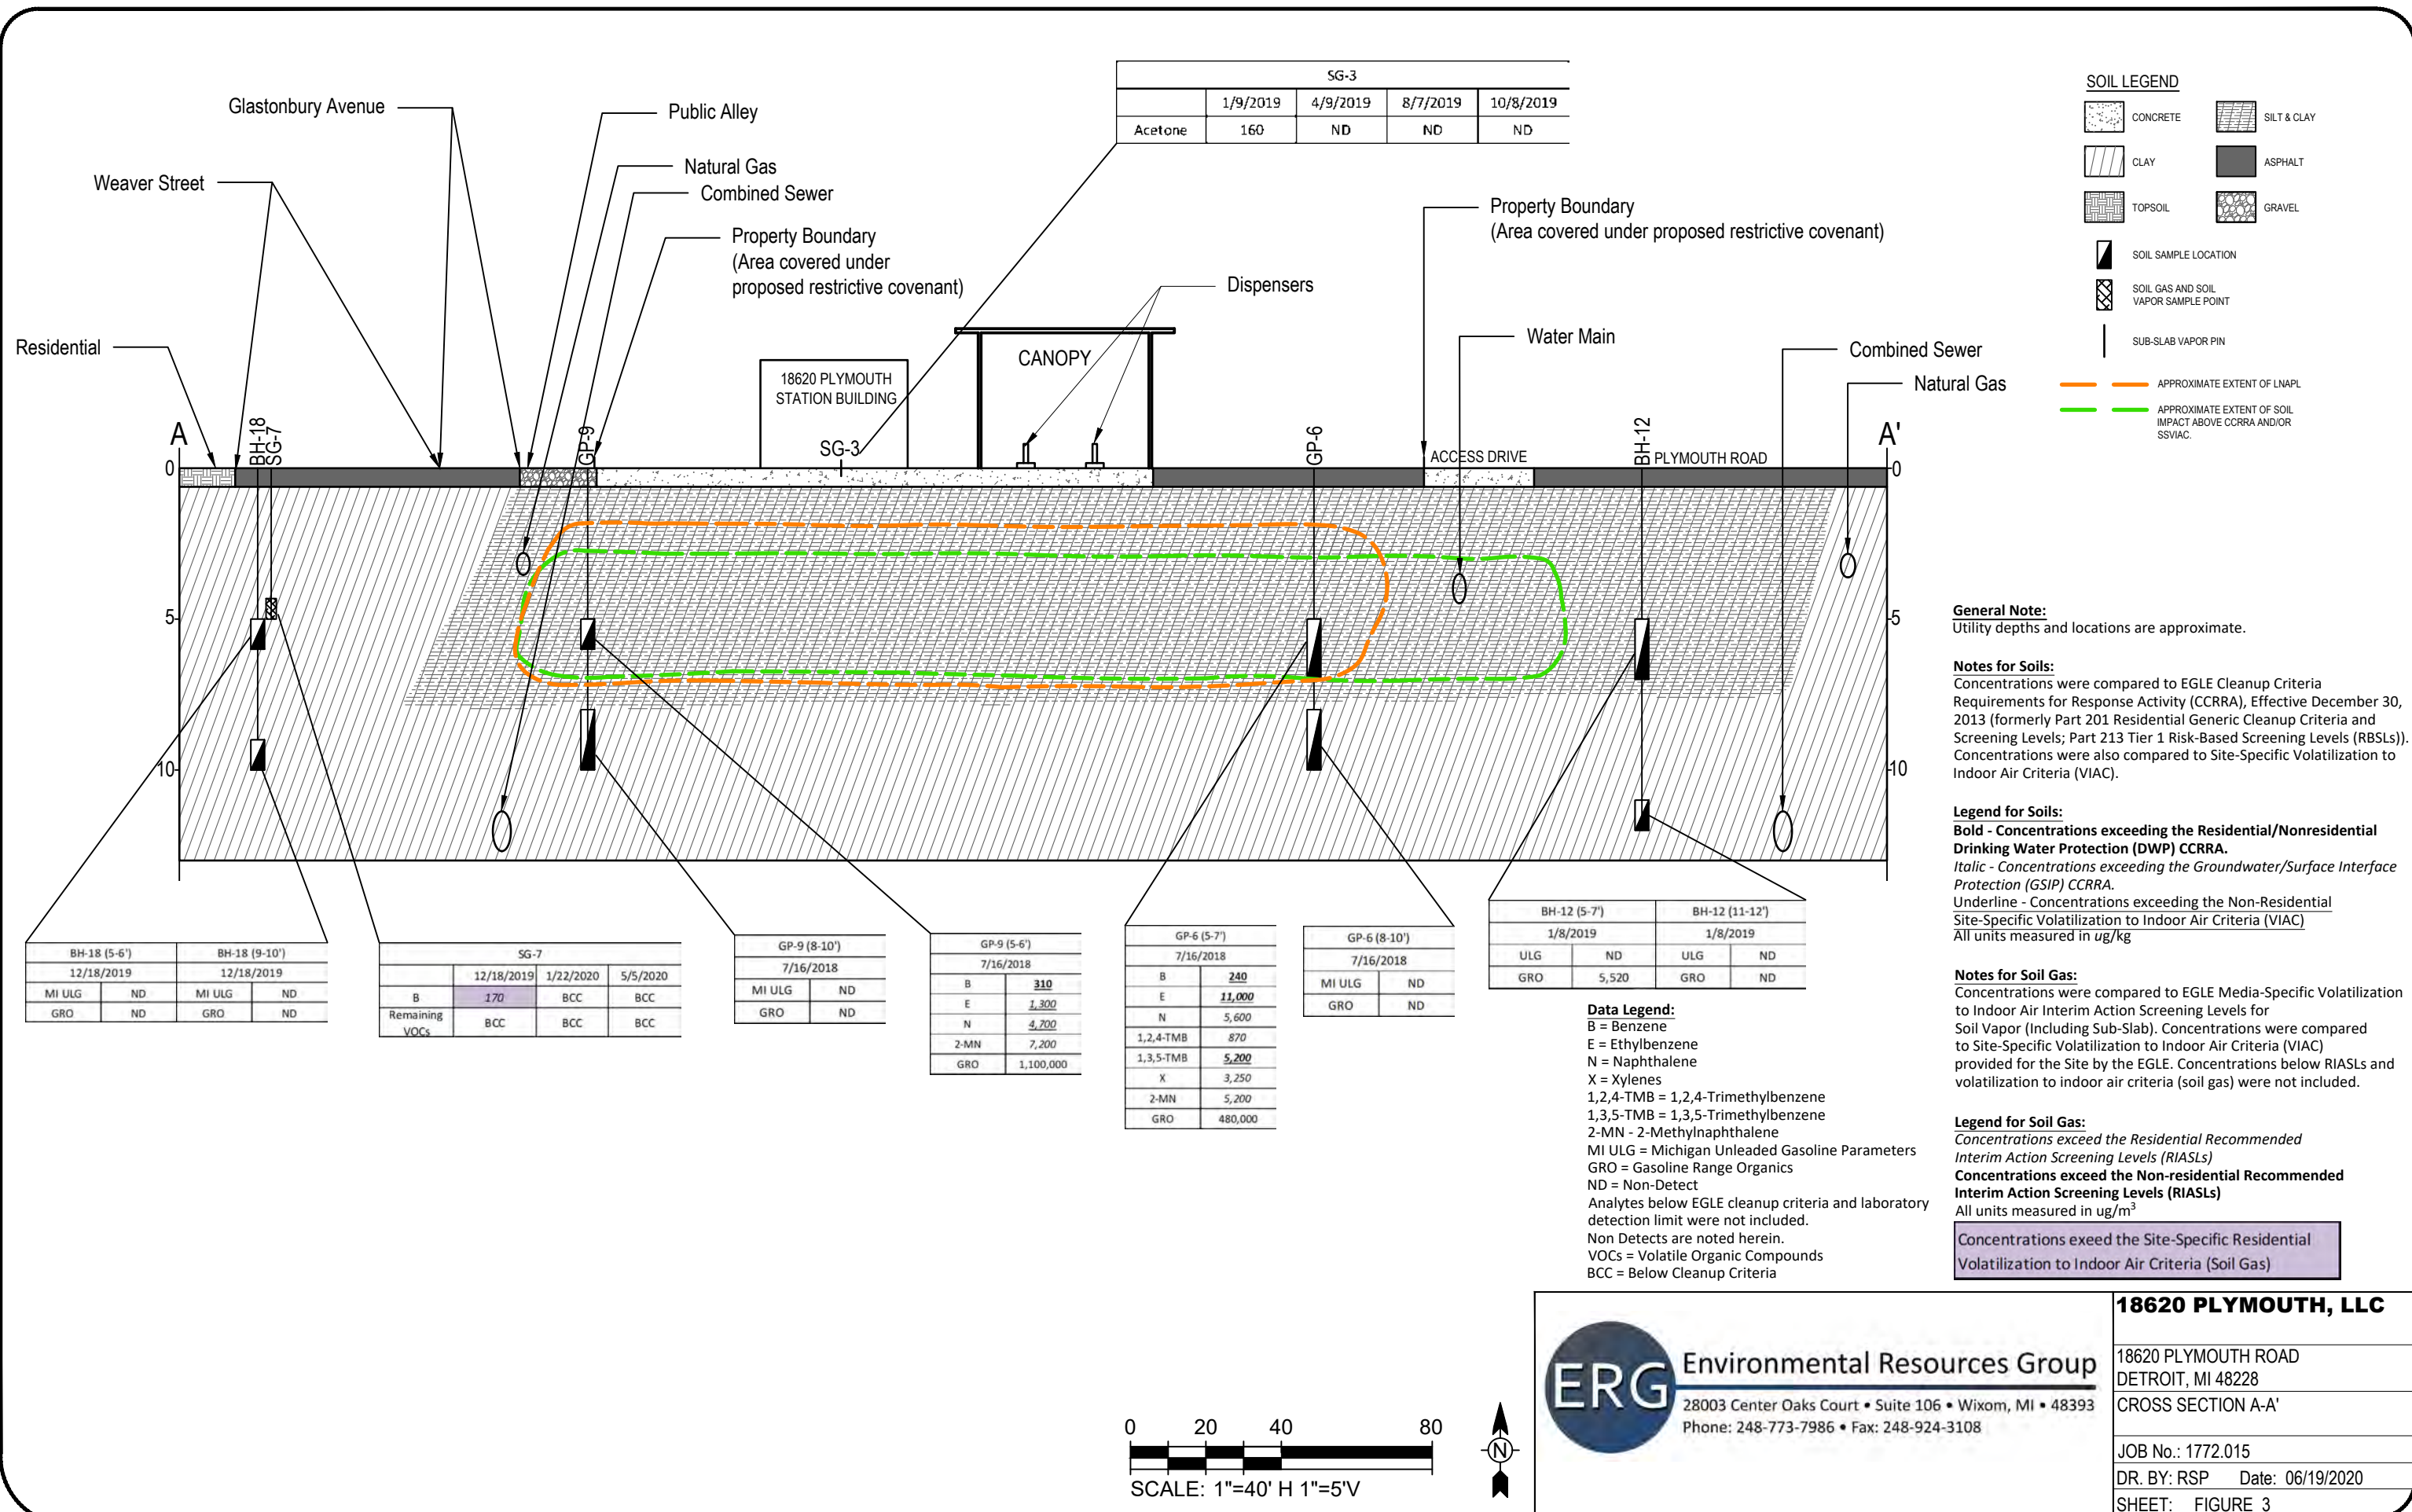 SG-3
1/9/2019 4/9/2019 8/7/2019 10/8/2019
Acetone 160 ND ND ND
Glastonbury Avenue
Public Alley
Natural Gas
Weaver Street
Combined Sewer
Property Boundary
(Area covered under
proposed restrictive covenant)
Property Boundary
(Area covered under proposed restrictive covenant)
Dispensers
Residential
Water Main
Combined Sewer
Natural Gas
CANOPY
18620 PLYMOUTH
STATION BUILDING
SG-3
A
BH-18
SG-7
GP-9
GP-6
BH-12
A'
ACCESS DRIVE
PLYMOUTH ROAD
0
0
5
5
10
10
SOIL LEGEND
CONCRETE
SILT & CLAY
CLAY
ASPHALT
TOPSOIL
GRAVEL
SOIL SAMPLE LOCATION
SOIL GAS AND SOIL
VAPOR SAMPLE POINT
SUB-SLAB VAPOR PIN
APPROXIMATE EXTENT OF LNAPL
APPROXIMATE EXTENT OF SOIL
IMPACT ABOVE CCRRA AND/OR
SSVIAC.
General Note:
Utility depths and locations are approximate.
Notes for Soils:
Concentrations were compared to EGLE Cleanup Criteria
Requirements for Response Activity (CCRRA), Effective December 30,
2013 (formerly Part 201 Residential Generic Cleanup Criteria and
Screening Levels; Part 213 Tier 1 Risk-Based Screening Levels (RBSLs)).
Concentrations were also compared to Site-Specific Volatilization to
Indoor Air Criteria (VIAC).
Legend for Soils:
Bold - Concentrations exceeding the Residential/Nonresidential
Drinking Water Protection (DWP) CCRRA.
Italic - Concentrations exceeding the Groundwater/Surface Interface
Protection (GSIP) CCRRA.
Underline - Concentrations exceeding the Non-Residential
Site-Specific Volatilization to Indoor Air Criteria (VIAC)
All units measured in ug/kg
Notes for Soil Gas:
Concentrations were compared to EGLE Media-Specific Volatilization
to Indoor Air Interim Action Screening Levels for
Soil Vapor (Including Sub-Slab). Concentrations were compared
to Site-Specific Volatilization to Indoor Air Criteria (VIAC)
provided for the Site by the EGLE. Concentrations below RIASLs and
volatilization to indoor air criteria (soil gas) were not included.
Legend for Soil Gas:
Concentrations exceed the Residential Recommended
Interim Action Screening Levels (RIASLs)
Concentrations exceed the Non-residential Recommended
Interim Action Screening Levels (RIASLs)
All units measured in ug/m³
Concentrations exeed the Site-Specific Residential
Volatilization to Indoor Air Criteria (Soil Gas)
BH-18 (5-6') BH-18 (9-10')
12/18/2019 12/18/2019
MI ULG ND MI ULG ND
GRO ND GRO ND
SG-7
12/18/2019 1/22/2020 5/5/2020
B 170 BCC BCC
Remaining
VOCs BCC BCC BCC
GP-9 (8-10')
7/16/2018
MI ULG ND
GRO ND
GP-9 (5-6')
7/16/2018
B 310
E 1,300
N 4,700
2-MN 7,200
GRO 1,100,000
GP-6 (5-7')
7/16/2018
B 240
E 11,000
N 5,600
1,2,4-TMB 870
1,3,5-TMB 5,200
X 3,250
2-MN 5,200
GRO 480,000
GP-6 (8-10')
7/16/2018
MI ULG ND
GRO ND
BH-12 (5-7') BH-12 (11-12')
1/8/2019 1/8/2019
ULG ND ULG ND
GRO 5,520 GRO ND
Data Legend:
B = Benzene
E = Ethylbenzene
N = Naphthalene
X = Xylenes
1,2,4-TMB = 1,2,4-Trimethylbenzene
1,3,5-TMB = 1,3,5-Trimethylbenzene
2-MN - 2-Methylnaphthalene
MI ULG = Michigan Unleaded Gasoline Parameters
GRO = Gasoline Range Organics
ND = Non-Detect
Analytes below EGLE cleanup criteria and laboratory
detection limit were not included.
Non Detects are noted herein.
VOCs = Volatile Organic Compounds
BCC = Below Cleanup Criteria
0 20 40 80
SCALE: 1"=40' H 1"=5'V
N
ERG
Environmental Resources Group
28003 Center Oaks Court • Suite 106 • Wixom, MI • 48393
Phone: 248-773-7986 • Fax: 248-924-3108
18620 PLYMOUTH, LLC
18620 PLYMOUTH ROAD
DETROIT, MI 48228
CROSS SECTION A-A'
JOB No.: 1772.015
DR. BY: RSP Date: 06/19/2020
SHEET: FIGURE 3